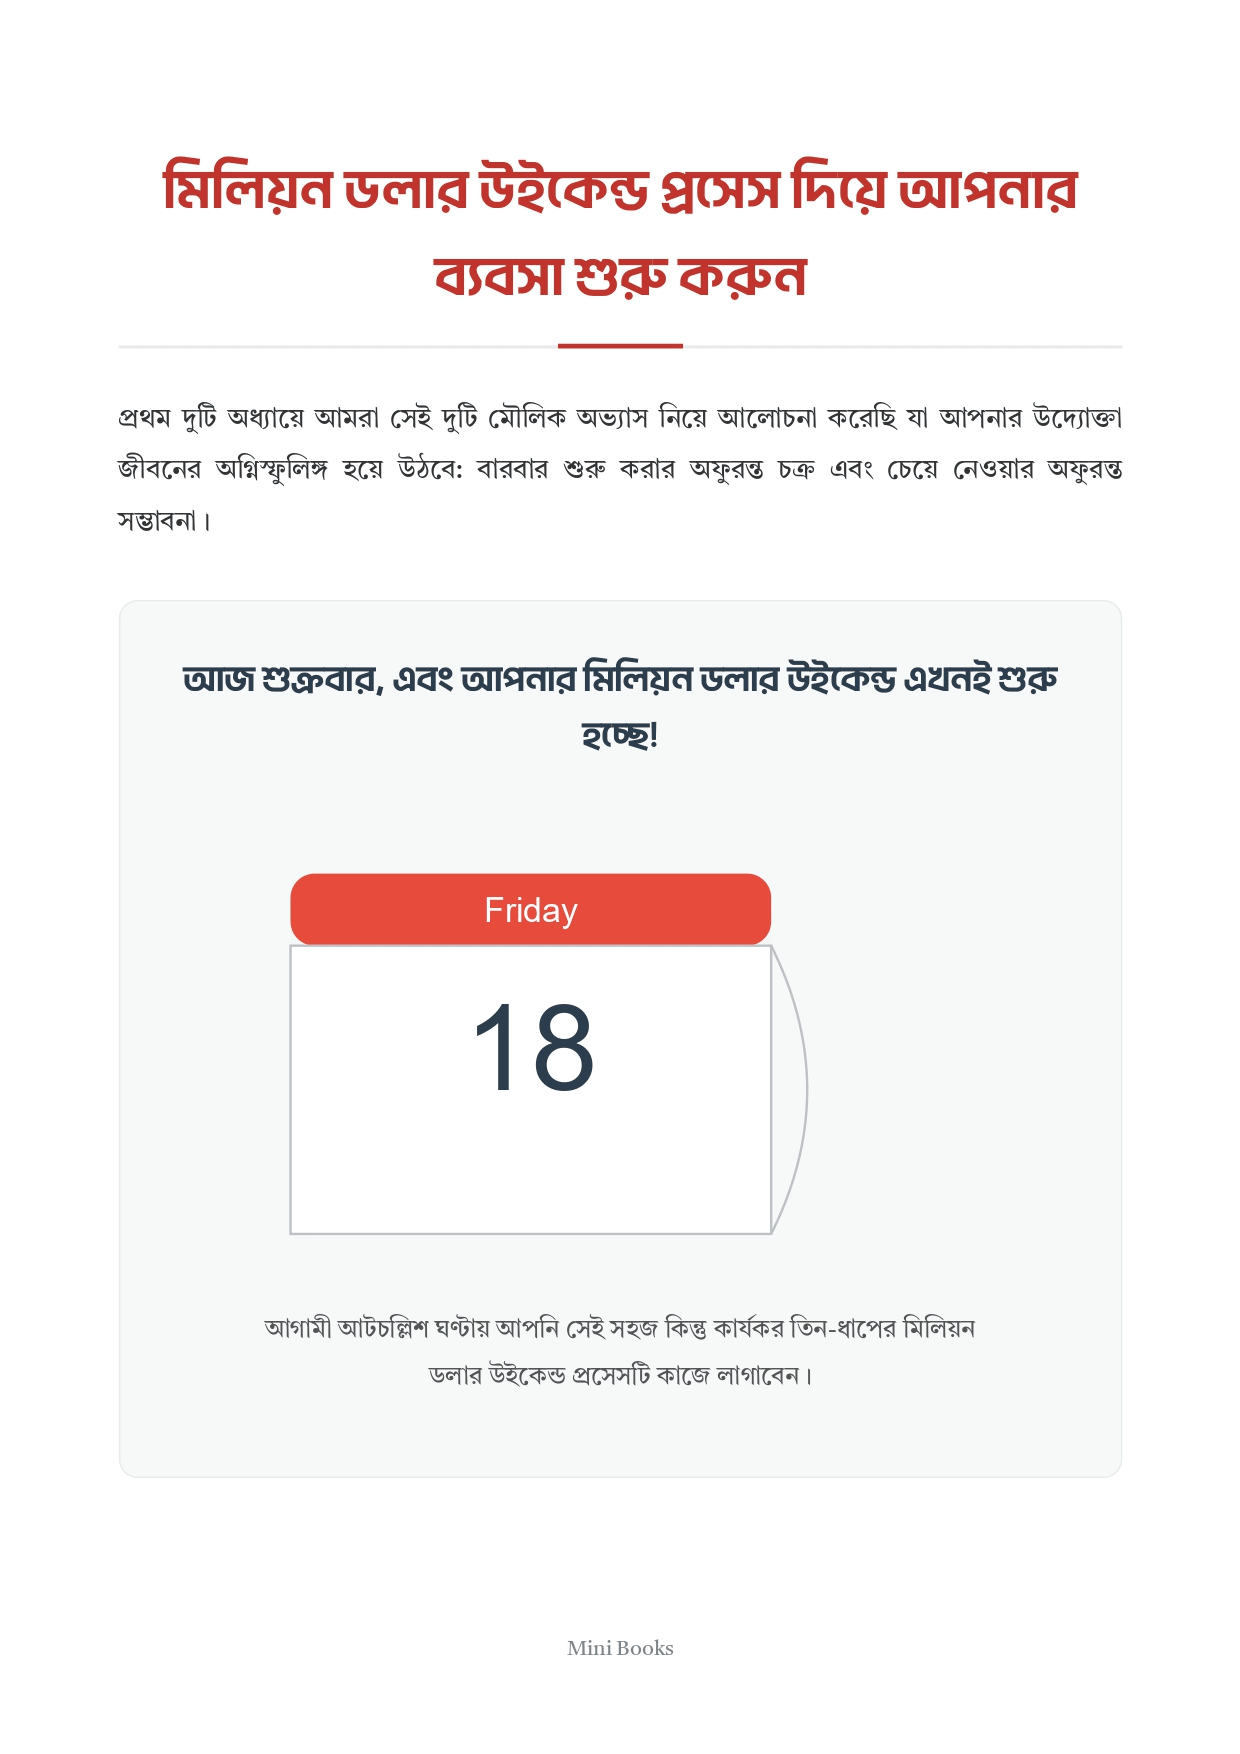 মিলিয়ন ডলার উইকেন্ড প্রসেস দিয়ে আপনার
ব্যবসা শুরু করুন
প্রথম দুটি অধ্যায়ে আমরা সেই দুটি মৌলিক অভ্যাস নিয়ে আলোচনা করেছি যা আপনার উদ্যোক্তা
জীবনের অগ্নিস্ফুলিঙ্গ হয়ে উঠবে: বারবার শুরু করার অফুরন্ত চক্র এবং চেয়ে নেওয়ার অফুরন্ত
সম্ভাবনা।
আজ শুক্রবার, এবং আপনার মিলিয়ন ডলার উইকেন্ড এখনই শুরু
হচ্ছে!
Friday
18
আগামী আটচল্লিশ ঘণ্টায় আপনি সেই সহজ কিন্তু কার্যকর তিন-ধাপের মিলিয়ন
ডলার উইকেন্ড প্রসেসটি কাজে লাগাবেন।
Mini Books